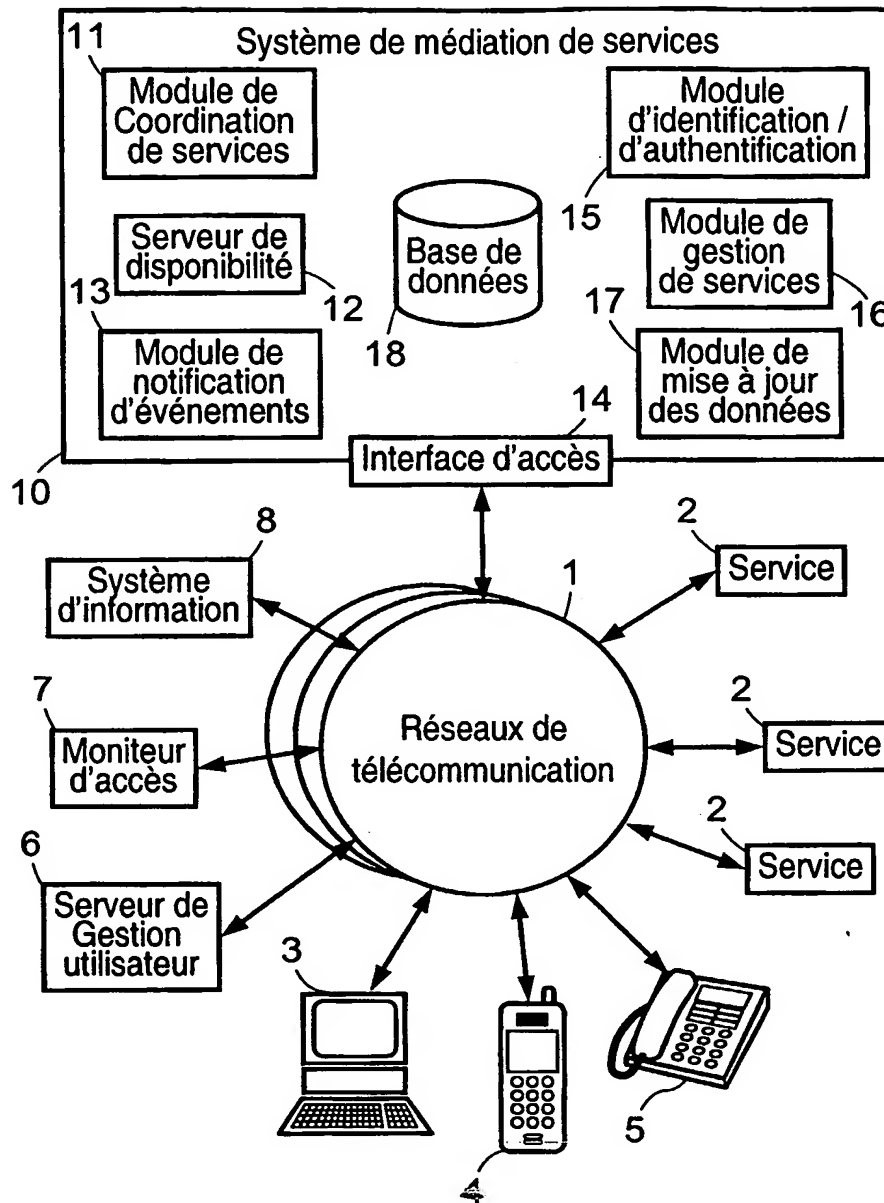 Système de médiation de services
11
Module de
Coordination
de services
Module
d'identification /
d'authentification
15
Serveur de
disponibilité
12
Base de
données
18
Module de
gestion
de services
16
13
Module de
notification
d'événements
17
Module de
mise à jour
des données
14
Interface d'accès
10
8
Système
d'information
1
2
Service
7
Moniteur
d'accès
Réseaux de
télécommunication
2
Service
2
Service
6
Serveur de
Gestion
utilisateur
3
4
5